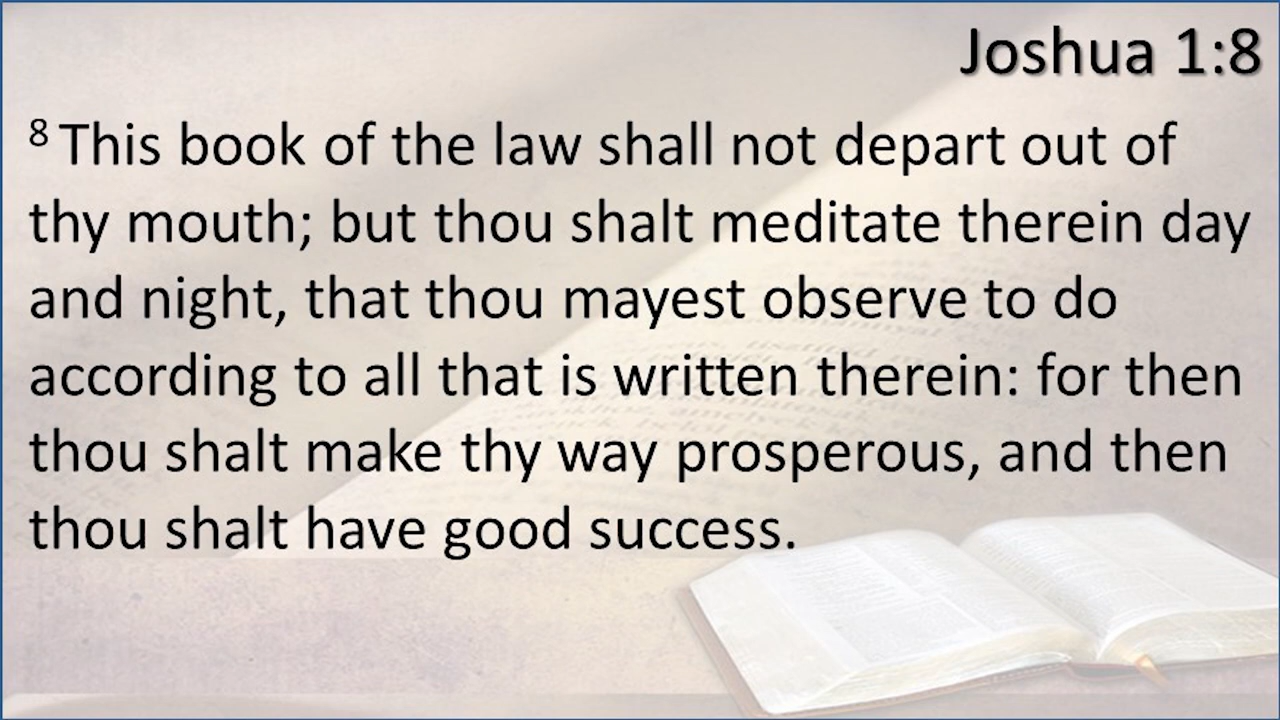 Joshua 1:8
8 This book of the law shall not depart out of
thy mouth; but thou shalt meditate therein day
and night, that thou mayest observe to do
according to all that is written therein: for then
thou shalt make thy way prosperous, and then
thou shalt have good success.